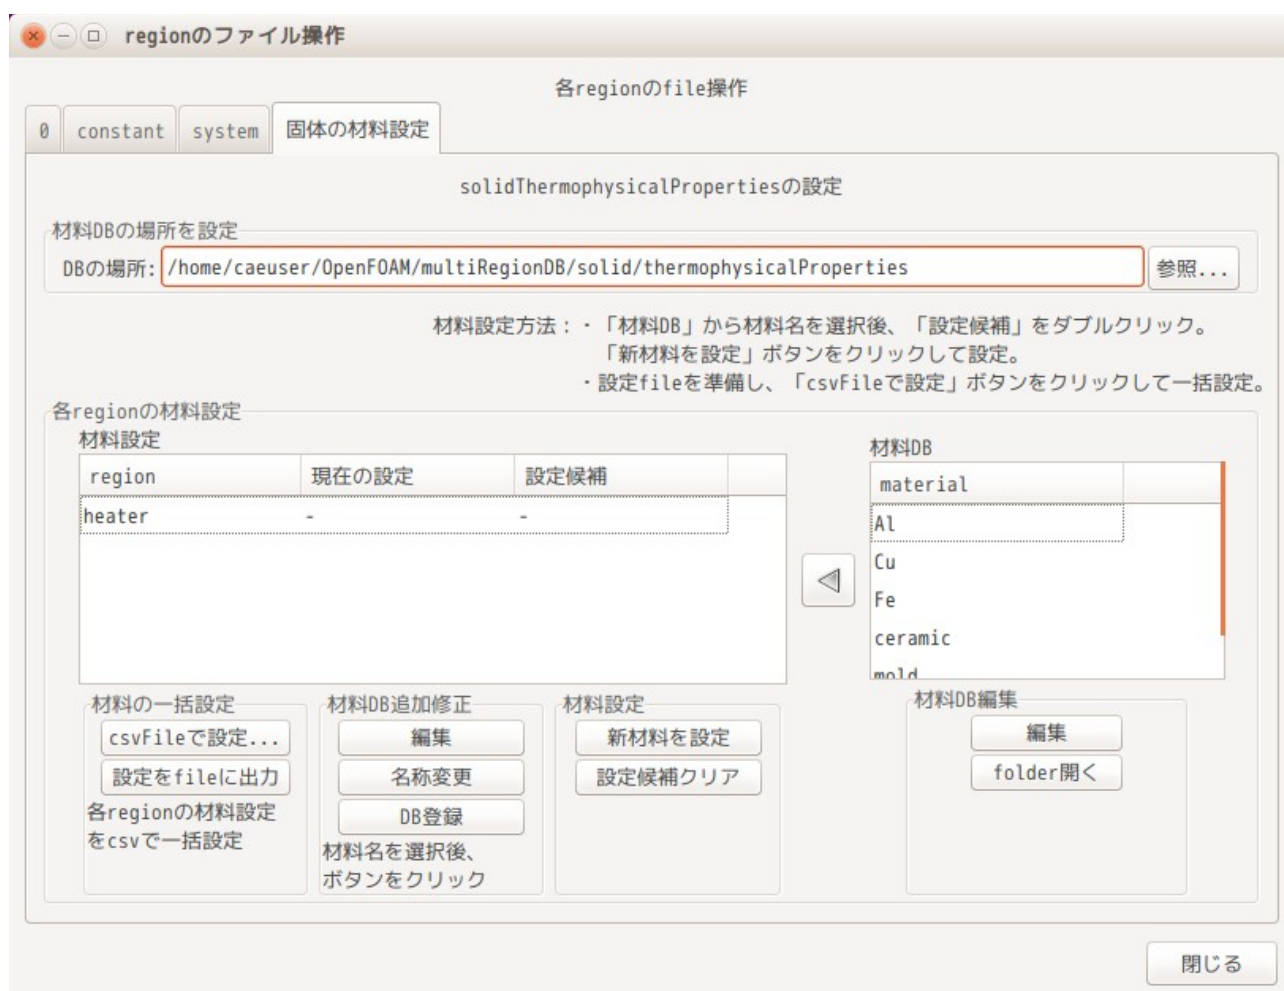 regionのファイル操作
各regionのfile操作
0 constant system 固体の材料設定
solidThermophysicalPropertiesの設定
材料DBの場所を設定
DBの場所: /home/caeuser/OpenFOAM/multiRegionDB/solid/thermophysicalProperties 参照...
材料設定方法：・「材料DB」から材料名を選択後、「設定候補」をダブルクリック。
「新材料を設定」ボタンをクリックして設定。
・設定fileを準備し、「csvFileで設定」ボタンをクリックして一括設定。
各regionの材料設定
材料設定
region 現在の設定 設定候補
heater - -
材料DB
material
Al
Cu
Fe
ceramic
mold
材料の一括設定
csvFileで設定...
設定をfileに出力
各regionの材料設定
をcsvで一括設定
材料DB追加修正
編集
名称変更
DB登録
材料名を選択後、
ボタンをクリック
材料設定
新材料を設定
設定候補クリア
材料DB編集
編集
folder開く
閉じる